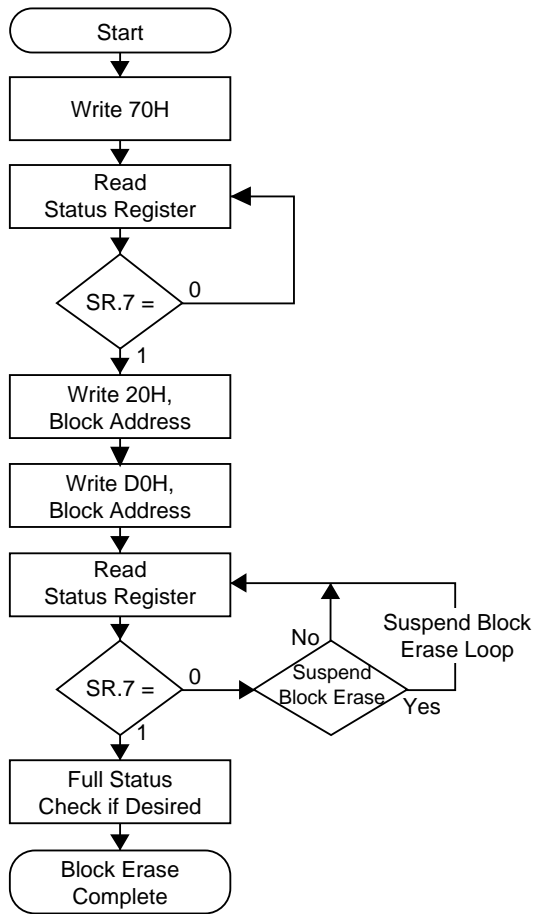 Start
Write 70H
Read
Status Register
SR.7 =
0
1
Write 20H,
Block Address
Write D0H,
Block Address
Read
Status Register
SR.7 =
0
1
No
Suspend
Block Erase
Yes
Suspend Block
Erase Loop
Full Status
Check if Desired
Block Erase
Complete